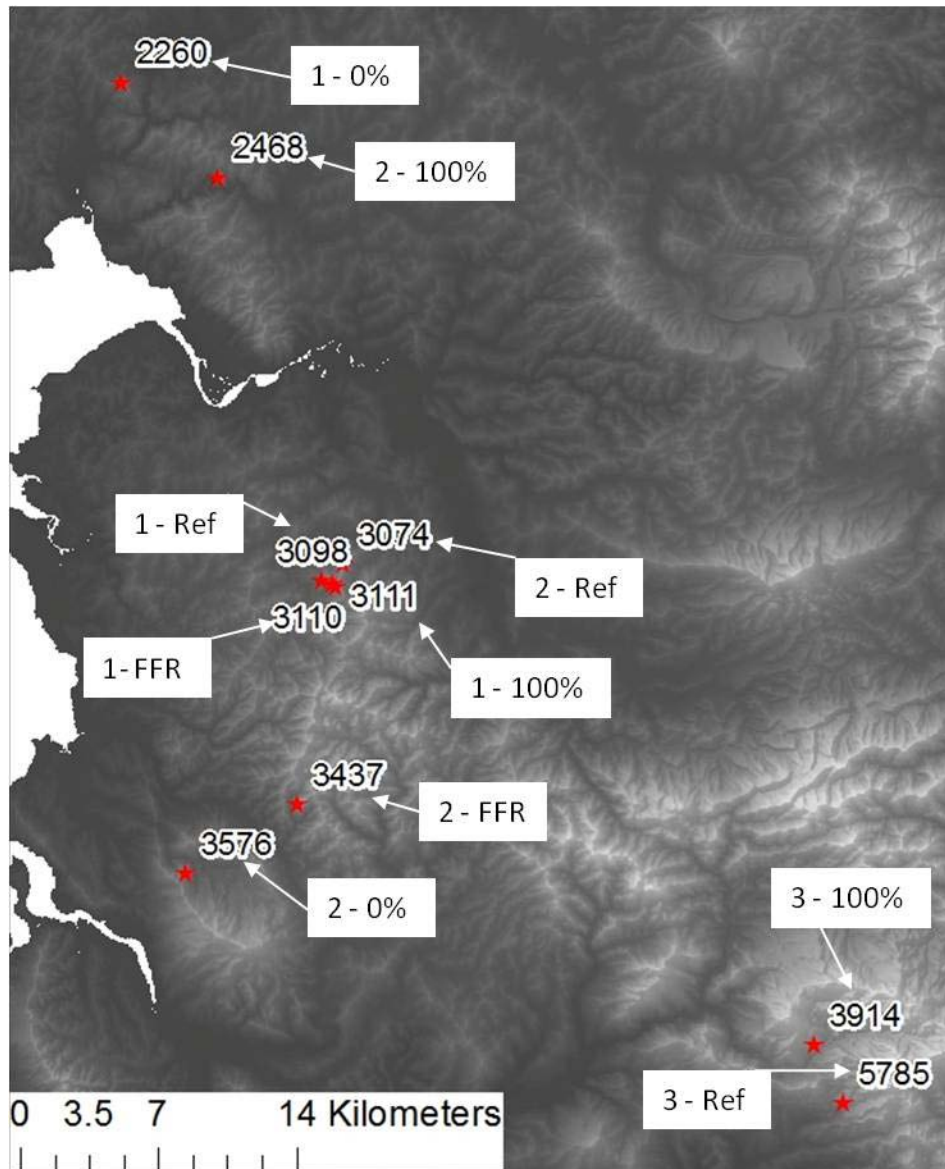 2260
1 - 0%
2468
2 - 100%
1 - Ref
3098
3074
2 - Ref
3110
3111
1- FFR
1 - 100%
3437
2 - FFR
3576
2 - 0%
3 - 100%
3914
5785
3 - Ref
0 3.5 7 14 Kilometers